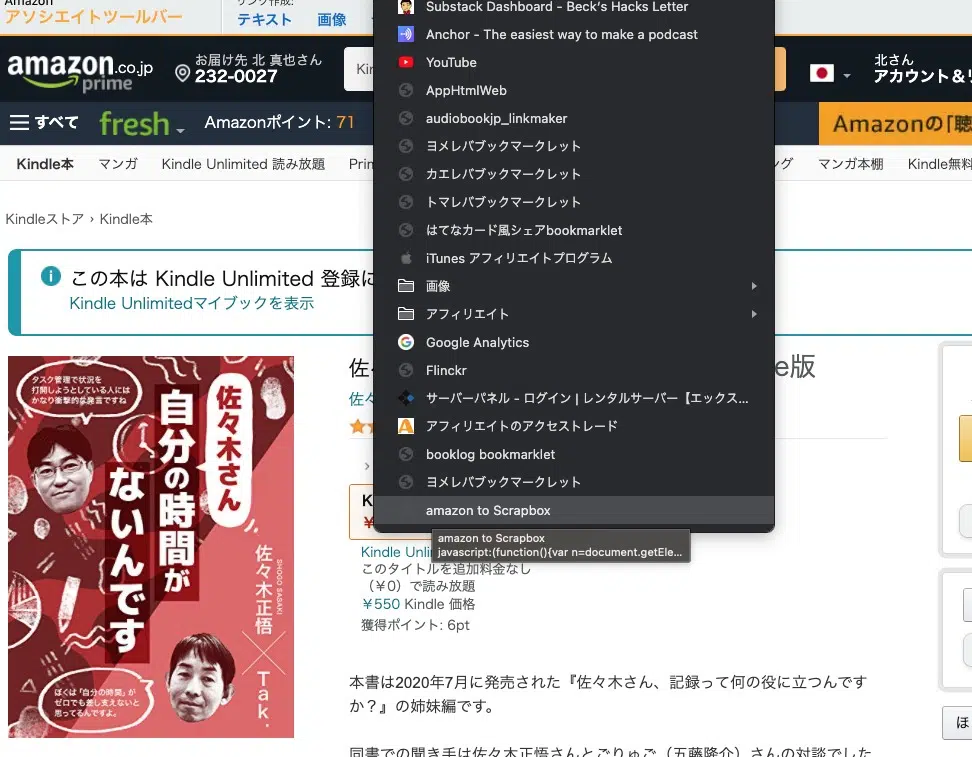 Amazon
アソシエイトツールバー
リンク作成:
テキスト 画像
amazon.co.jp
prime
お届け先 北 真也さん
232-0027
Kin
北さん
アカウント&リ
すべて
fresh
Amazonポイント: 71
Amazonの「聴
Kindle本 マンガ Kindle Unlimited 読み放題 Prin
ング マンガ本棚 Kindle無料
Kindleストア › Kindle本
この本は Kindle Unlimited 登録に
Kindle Unlimitedマイブックを表示
Substack Dashboard - Beck's Hacks Letter
Anchor - The easiest way to make a podcast
YouTube
AppHtmlWeb
audiobookjp_linkmaker
ヨメレバブックマークレット
カエレバブックマークレット
トマレバブックマークレット
はてなカード風シェアbookmarklet
iTunes アフィリエイトプログラム
画像
アフィリエイト
Google Analytics
Flinckr
サーバーパネル - ログイン | レンタルサーバー【エックス...
アフィリエイトのアクセストレード
booklog bookmarklet
ヨメレバブックマークレット
amazon to Scrapbox
amazon to Scrapbox
javascript:(function(){var n=document.getEle...
タスク管理で状況を
打開しようとしている人には
かなり衝撃的な発言ですね
佐々木さん
自分の時間が
ないんです
佐々木正悟
SHOGO SASAKI
×
Tak.
ぼくは「自分の時間」が
ゼロでも差し支えないと
思ってるんですよ。
佐々
e版
佐々
K
¥
Kindle Unli
このタイトルを追加料金なし
（¥0）で読み放題
¥550 Kindle 価格
獲得ポイント: 6pt
本書は2020年7月に発売された『佐々木さん、記録って何の役に立つんです
か？』の姉妹編です。
同書での聞き手は佐々木正悟さんとごりゅご（五藤隆介）さんの対談でした
ほ